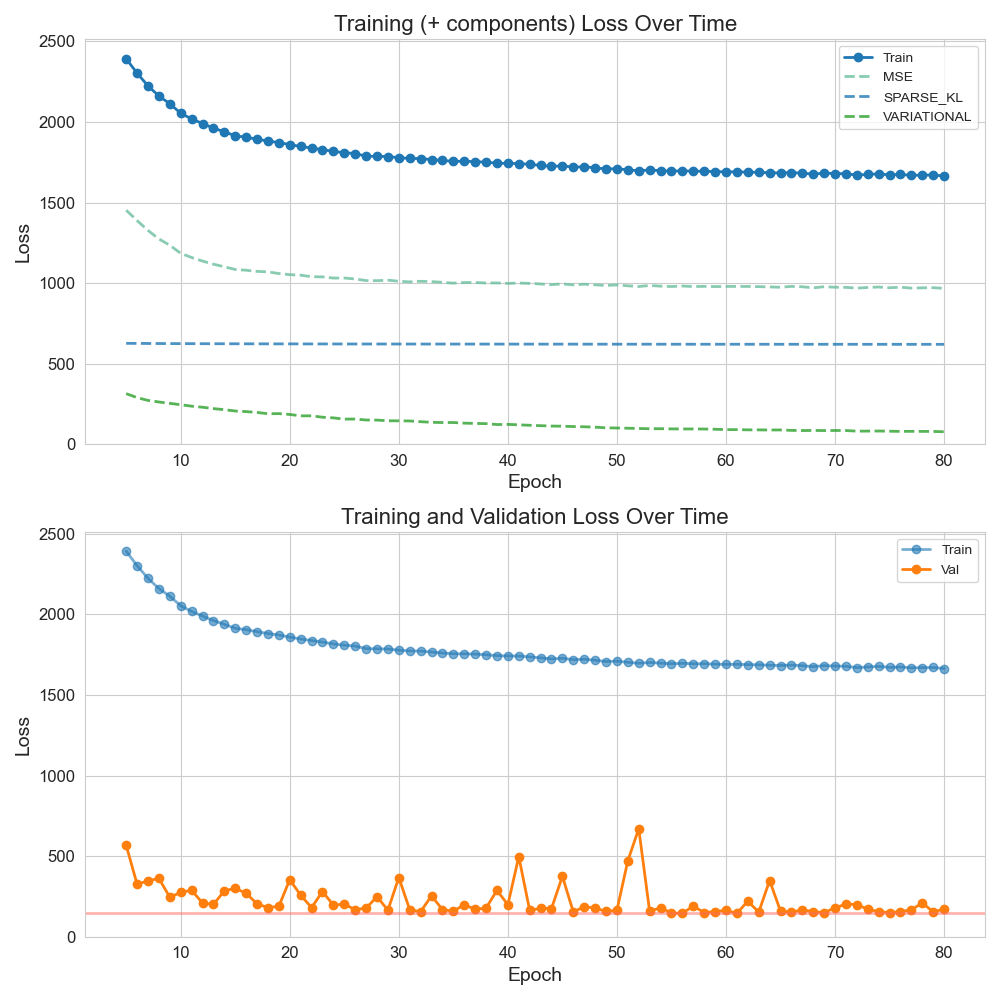 Training (+ components) Loss Over Time
2500
2000
1500
1000
500
0
Loss
Train
MSE
SPARSE_KL
VARIATIONAL
10 20 30 40 50 60 70 80
Epoch
Training and Validation Loss Over Time
2500
2000
1500
1000
500
0
Loss
Train
Val
10 20 30 40 50 60 70 80
Epoch